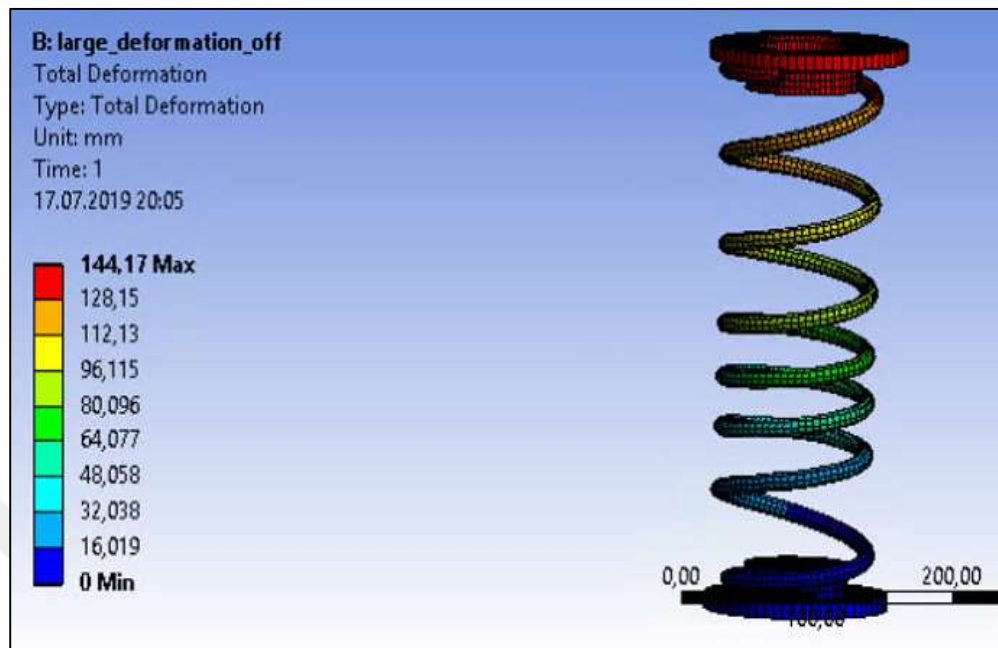 B: large_deformation_off
Total Deformation
Type: Total Deformation
Unit: mm
Time: 1
17.07.2019 20:05
144,17 Max
128,15
112,13
96,115
80,096
64,077
48,058
32,038
16,019
0 Min
0,00
200,00
100,00